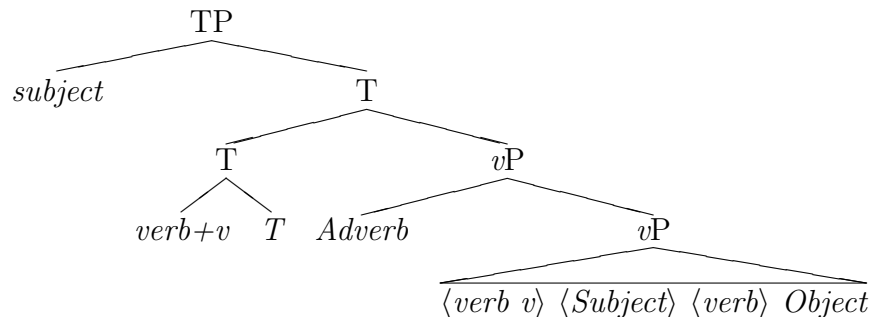 TP
subject T
T vP
verb+v T Adverb vP
⟨verb v⟩ ⟨Subject⟩ ⟨verb⟩ Object